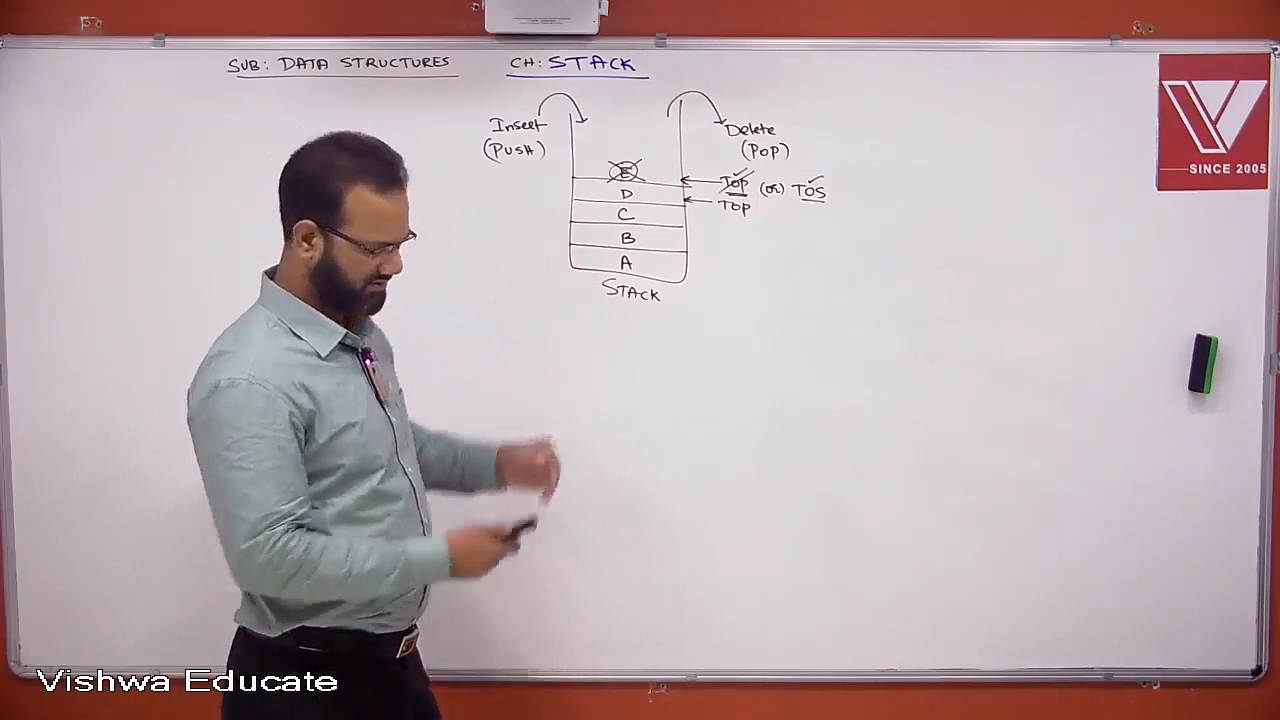 SUB: DATA STRUCTURES CH: STACK
Insert Delete
(PUSH) (POP)
E TOP (or) TOS
D TOP
C
B
A
STACK
SINCE 2005
Vishwa Educate